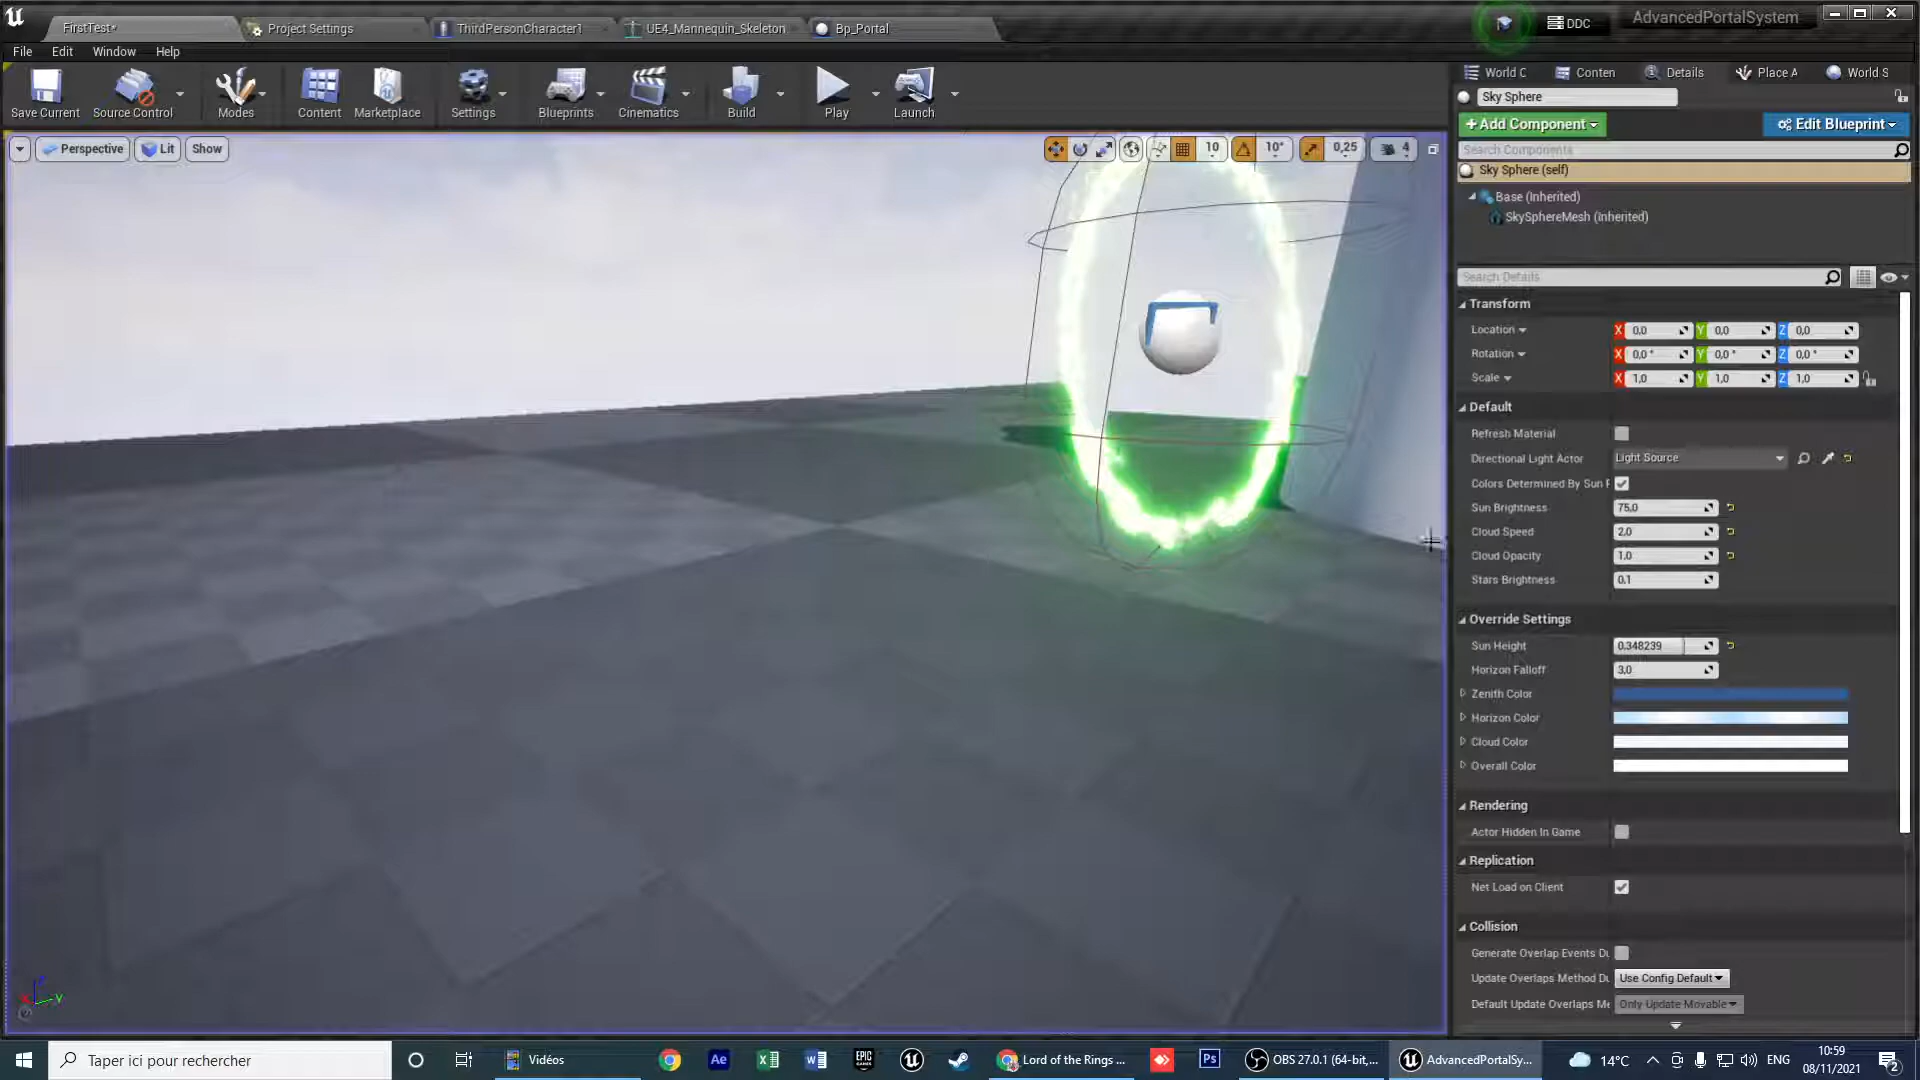 FirstTest*
Project Settings
ThirdPersonCharacter1
UE4_Mannequin_Skeleton
Bp_Portal
DDC
AdvancedPortalSystem
File
Edit
Window
Help
Save Current
Source Control
Modes
Content
Marketplace
Settings
Blueprints
Cinematics
Build
Play
Launch
Perspective
Lit
Show
10
10°
0,25
4
World C
Conten
Details
Place A
World S
Sky Sphere
+Add Component
Edit Blueprint
Search Components
Sky Sphere (self)
Base (Inherited)
SkySphereMesh (Inherited)
Search Details
Transform
Location X 0,0 Y 0,0 Z 0,0
Rotation X 0,0 ° Y 0,0 ° Z 0,0 °
Scale X 1,0 Y 1,0 Z 1,0
Default
Refresh Material
Directional Light Actor Light Source
Colors Determined By Sun
Sun Brightness 75,0
Cloud Speed 2,0
Cloud Opacity 1,0
Stars Brightness 0,1
Override Settings
Sun Height 0,348239
Horizon Falloff 3,0
Zenith Color
Horizon Color
Cloud Color
Overall Color
Rendering
Actor Hidden In Game
Replication
Net Load on Client
Collision
Generate Overlap Events Du
Update Overlaps Method Du Use Config Default
Default Update Overlaps Me Only Update Movable
X Y Z
Taper ici pour rechercher
Vidéos
Ae
Ps
Lord of the Rings ...
OBS 27.0.1 (64-bit,...
AdvancedPortalSy...
14°C
ENG
10:59
08/11/2021
2